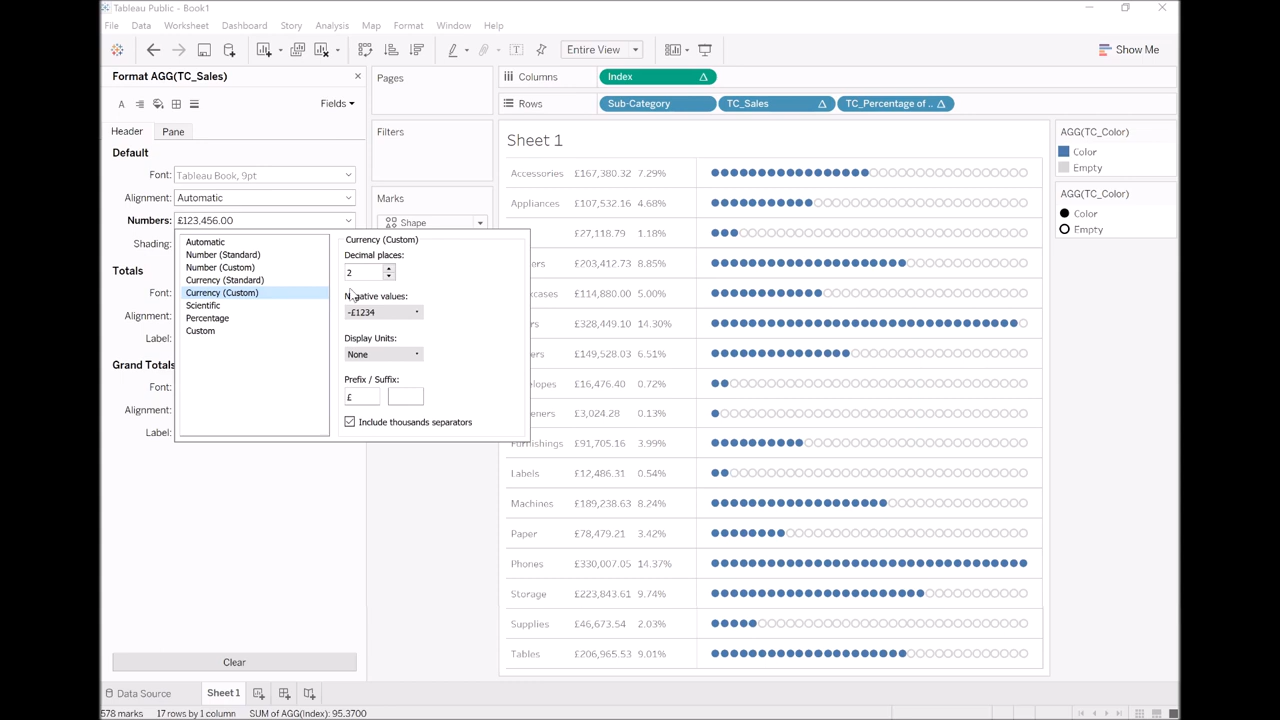 Tableau Public - Book1
File Data Worksheet Dashboard Story Analysis Map Format Window Help
Entire View
Show Me
Format AGG(TC_Sales)
Fields
Header Pane
Default
Font: Tableau Book, 9pt
Alignment: Automatic
Numbers: £123,456.00
Shading:
Totals
Font:
Alignment:
Label:
Grand Totals
Font:
Alignment:
Label:
Clear
Automatic
Number (Standard)
Number (Custom)
Currency (Standard)
Currency (Custom)
Scientific
Percentage
Custom
Currency (Custom)
Decimal places:
2
Negative values:
-£1234
Display Units:
None
Prefix / Suffix:
£
Include thousands separators
Pages
Filters
Marks
Shape
Columns Index
Rows Sub-Category TC_Sales TC_Percentage of ..
Sheet 1
Accessories £167,380.32 7.29%
Appliances £107,532.16 4.68%
£27,118.79 1.18%
ers £203,412.73 8.85%
cases £114,880.00 5.00%
rs £328,449.10 14.30%
ers £149,528.03 6.51%
elopes £16,476.40 0.72%
eners £3,024.28 0.13%
Furnishings £91,705.16 3.99%
Labels £12,486.31 0.54%
Machines £189,238.63 8.24%
Paper £78,479.21 3.42%
Phones £330,007.05 14.37%
Storage £223,843.61 9.74%
Supplies £46,673.54 2.03%
Tables £206,965.53 9.01%
AGG(TC_Color)
Color
Empty
AGG(TC_Color)
Color
Empty
Data Source Sheet 1
578 marks 17 rows by 1 column SUM of AGG(Index): 95.3700